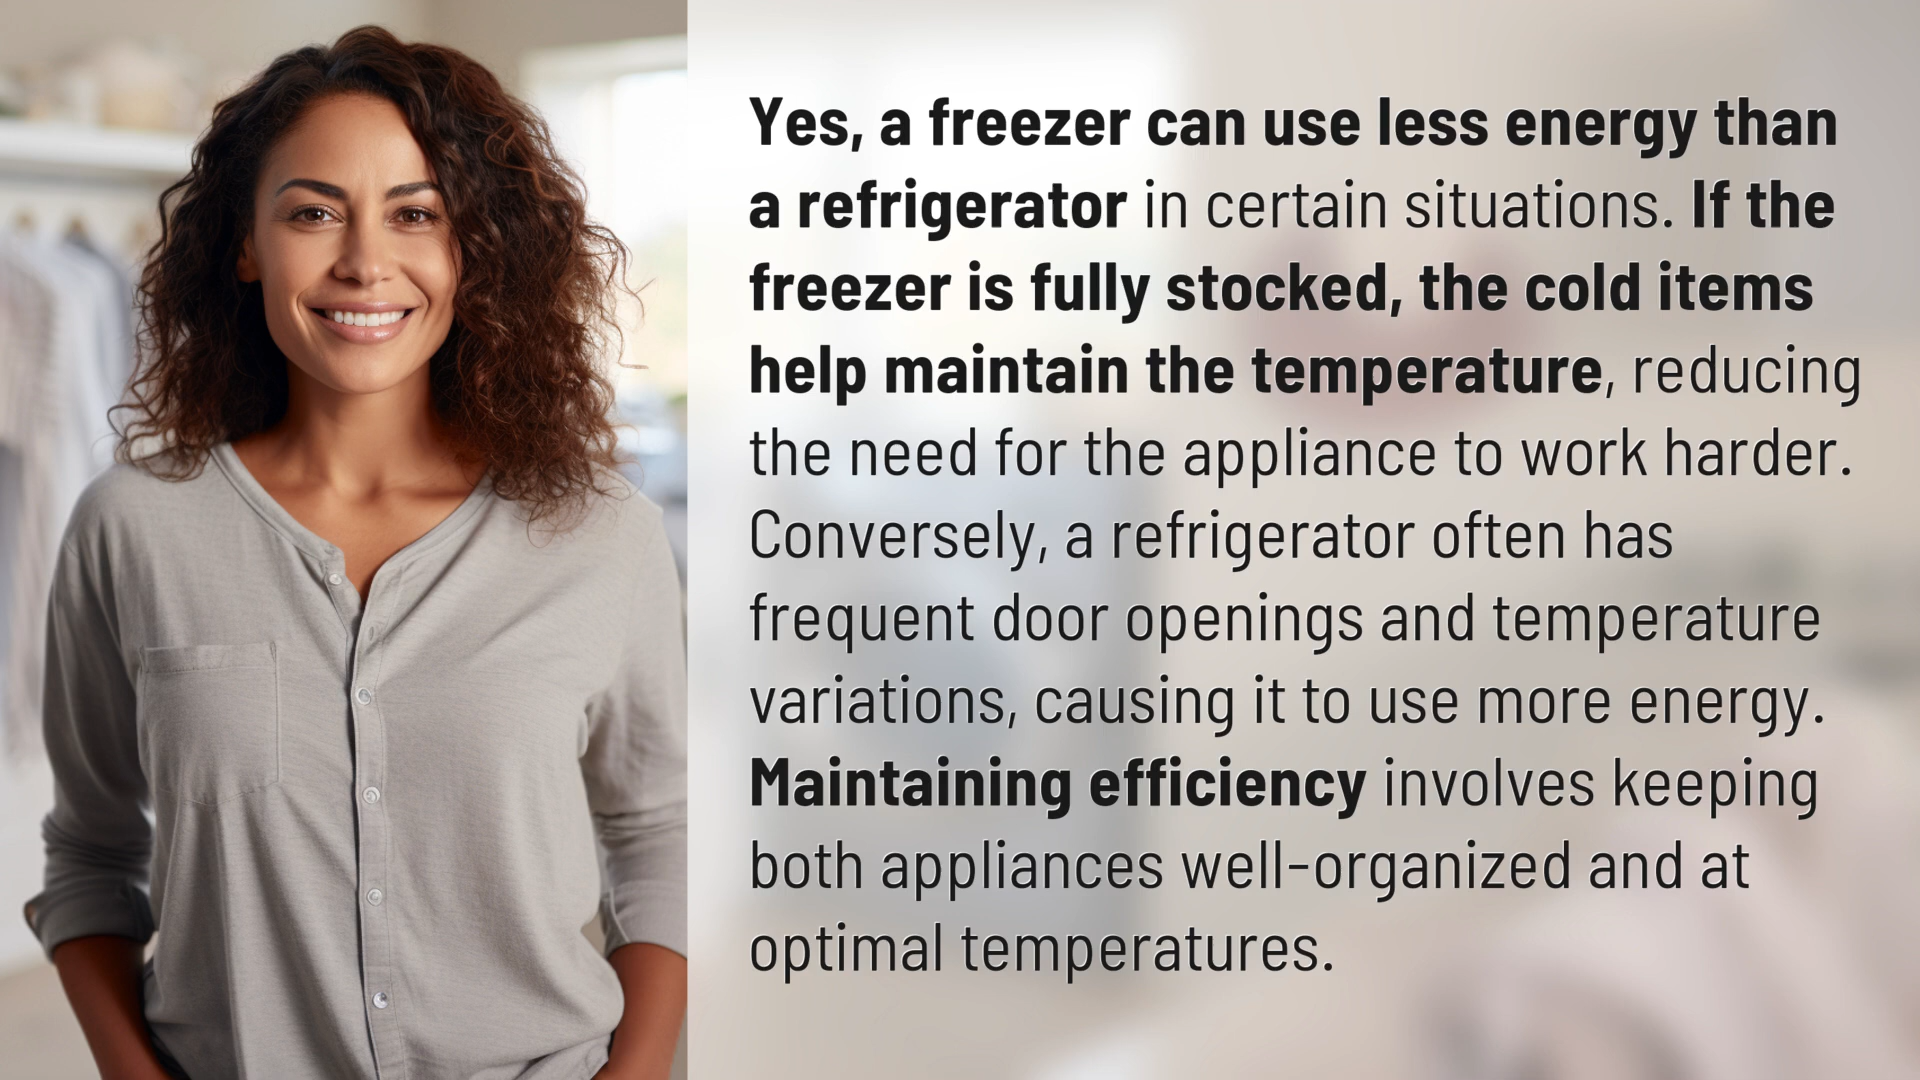 Yes, a freezer can use less energy than
a refrigerator in certain situations. If the
freezer is fully stocked, the cold items
help maintain the temperature, reducing
the need for the appliance to work harder.
Conversely, a refrigerator often has
frequent door openings and temperature
variations, causing it to use more energy.
Maintaining efficiency involves keeping
both appliances well-organized and at
optimal temperatures.